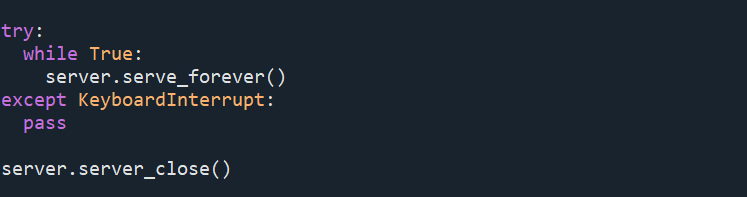 try:
  while True:
    server.serve_forever()
except KeyboardInterrupt:
  pass

server.server_close()